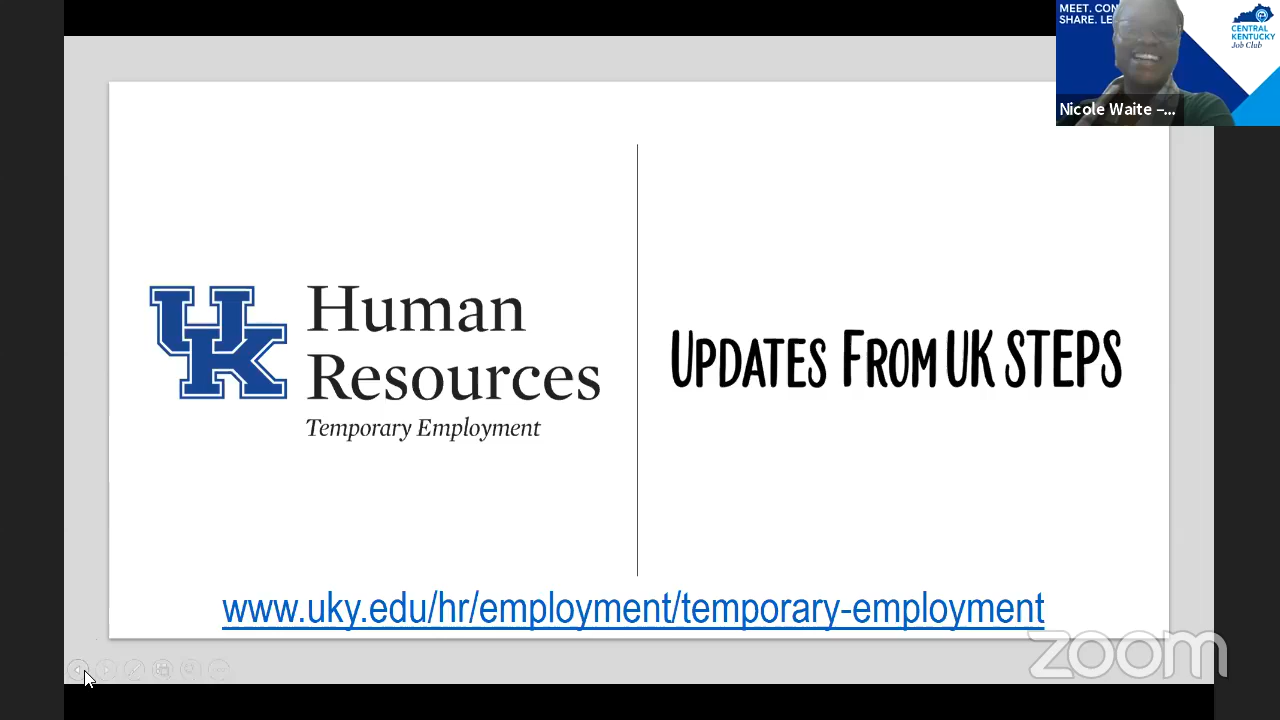 MEET. CON
SHARE. LE
CENTRAL
KENTUCKY
Job Club
Nicole Waite –...
UK
Human
Resources
Temporary Employment
UPDATES FROM UK STEPS
www.uky.edu/hr/employment/temporary-employment
zoom